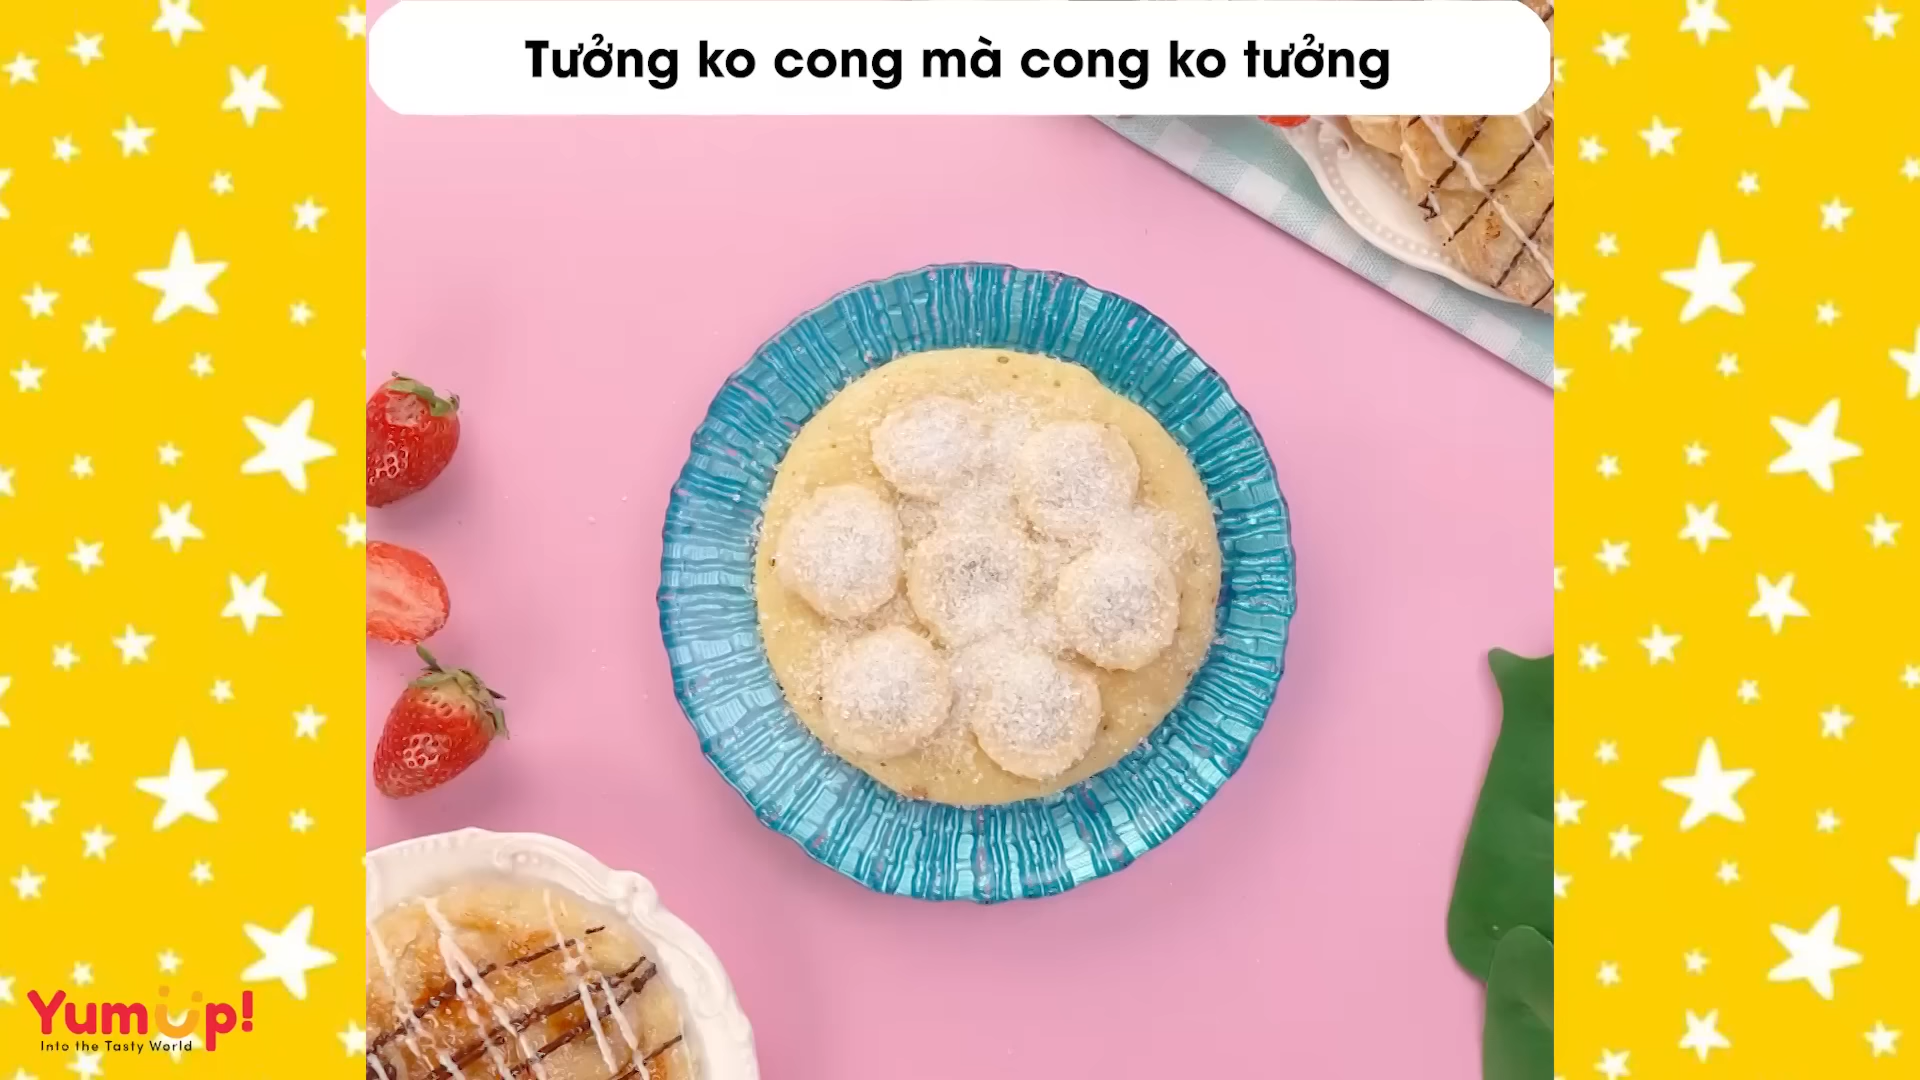 Tưởng ko cong mà cong ko tưởng
YumUp!
Into the Tasty World